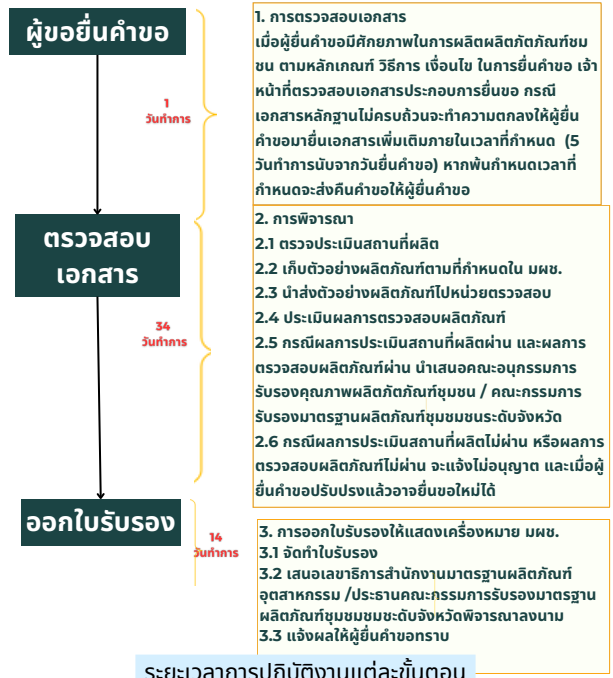 ผู้ขอยื่นคำขอ
1
วันทำการ
1. การตรวจสอบเอกสาร
เมื่อผู้ยื่นคำขอมีศักยภาพในการผลิตผลิตภัตภัณฑ์ชม
ชน ตามหลักเกณฑ์ วิธีการ เงื่อนไข ในการยื่นคำขอ เจ้า
หน้าที่ตรวจสอบเอกสารประกอบการยื่นขอ กรณี
เอกสารหลักฐานไม่ครบถ้วนจะทำความตกลงให้ผู้ยื่น
คำขอมายื่นเอกสารเพิ่มเติมภายในเวลาที่กำหนด (5
วันทำการนับจากวันยื่นคำขอ) หากพ้นกำหนดเวลาที่
กำหนดจะส่งคืนคำขอให้ผู้ยื่นคำขอ
ตรวจสอบ
เอกสาร
34
วันทำการ
2. การพิจารณา
2.1 ตรวจประเมินสถานที่ผลิต
2.2 เก็บตัวอย่างผลิตภัณฑ์ตามที่กำหนดใน มผช.
2.3 นำส่งตัวอย่างผลิตภัณฑ์ไปหน่วยตรวจสอบ
2.4 ประเมินผลการตรวจสอบผลิตภัณฑ์
2.5 กรณีผลการประเมินสถานที่ผลิตผ่าน และผลการ
ตรวจสอบผลิตภัณฑ์ผ่าน นำเสนอคณะอนุกรรมการ
รับรองคุณภาพผลิตภัตภัณฑ์ชุมชน / คณะกรรมการ
รับรองมาตรฐานผลิตภัณฑ์ชุมชมชนระดับจังหวัด
2.6 กรณีผลการประเมินสถานที่ผลิตไม่ผ่าน หรือผลการ
ตรวจสอบผลิตภัณฑ์ไม่ผ่าน จะแจ้งไม่อนุญาต และเมื่อผู้
ยื่นคำขอปรับปรุงแล้วอาจยื่นขอใหม่ได้
ออกใบรับรอง
14
วันทำการ
3. การออกใบรับรองให้แสดงเครื่องหมาย มผช.
3.1 จัดทำใบรับรอง
3.2 เสนอเลขาธิการสำนักงานมาตรฐานผลิตภัณฑ์
อุตสาหกรรม /ประธานคณะกรรมการรับรองมาตรฐาน
ผลิตภัณฑ์ชุมชมชมชะดับจังหวัดพิจารณาลงนาม
3.3 แจ้งผลให้ผู้ยื่นคำขอทราบ
ระยะเวลาการปฏิบัติงานแต่ละขั้นตอน